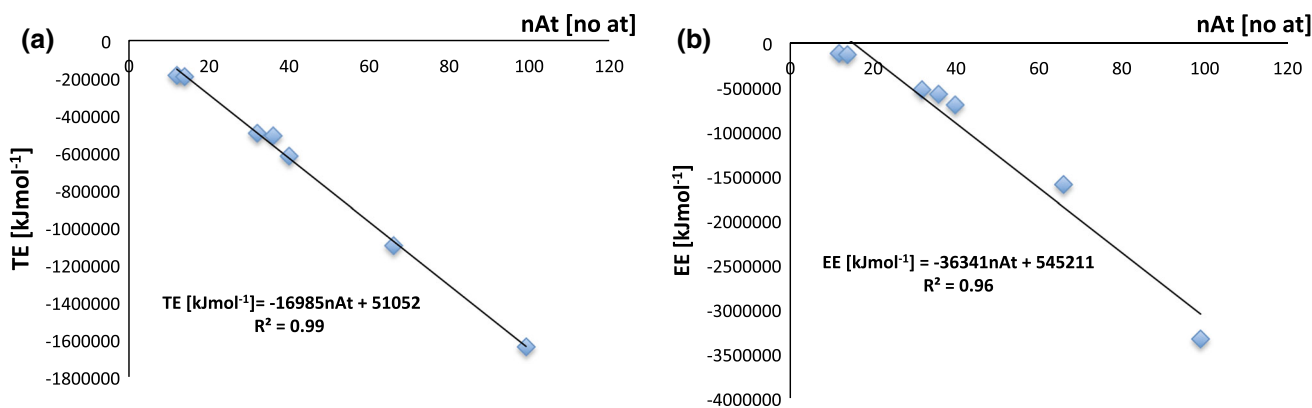 (a)
nAt [no at]
0
0 20 40 60 80 100 120
-200000
-400000
-600000
-800000
-1000000
-1200000
-1400000
-1600000
-1800000
TE [kJmol-1]
TE [kJmol-1]= -16985nAt + 51052
R² = 0.99
(b)
nAt [no at]
0
0 20 40 60 80 100 120
-500000
-1000000
-1500000
-2000000
-2500000
-3000000
-3500000
-4000000
EE [kJmol-1]
EE [kJmol-1] = -36341nAt + 545211
R² = 0.96